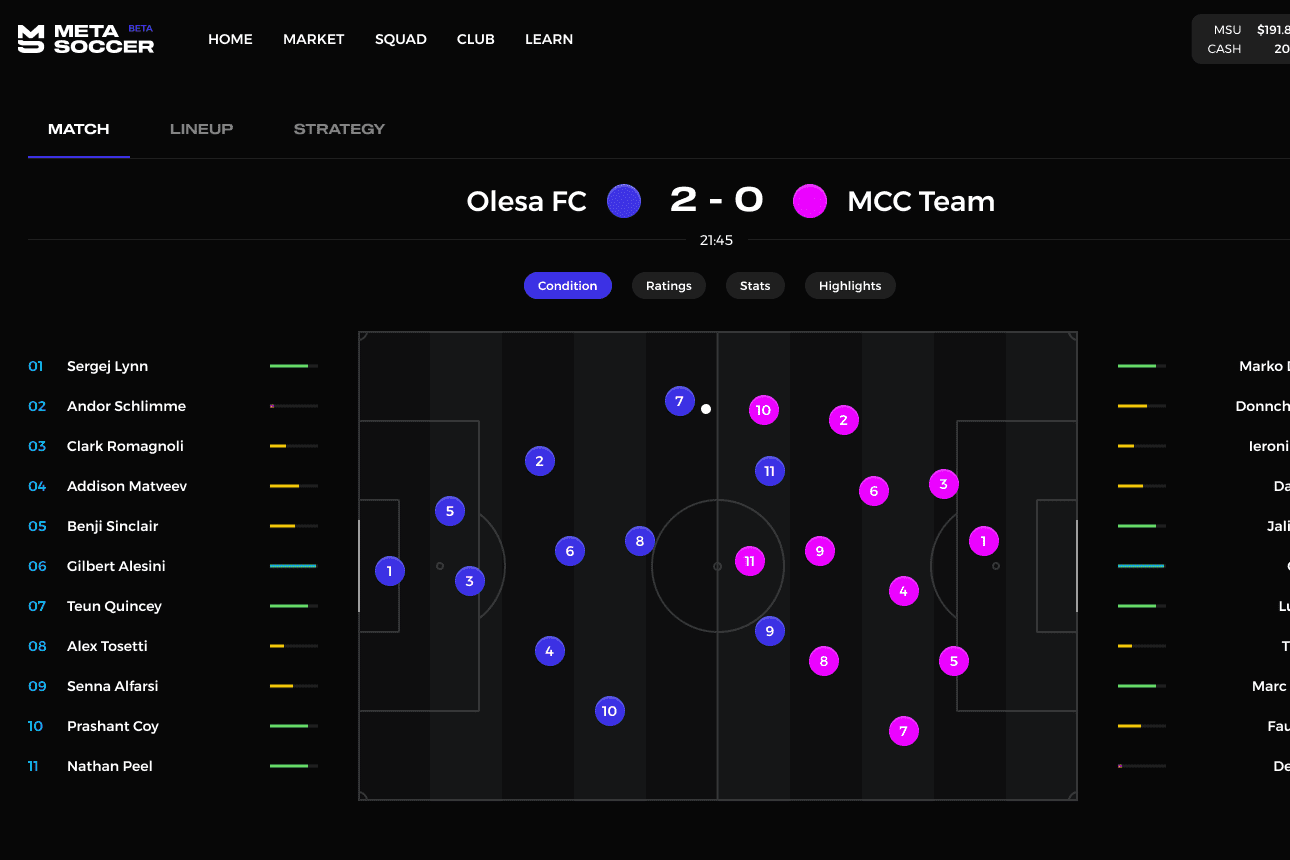 META BETA
SOCCER
HOME MARKET SQUAD CLUB LEARN
MSU $191.8
CASH 20
MATCH LINEUP STRATEGY
Olesa FC 2 - 0 MCC Team
21:45
Condition Ratings Stats Highlights
01 Sergej Lynn
02 Andor Schlimme
03 Clark Romagnoli
04 Addison Matveev
05 Benji Sinclair
06 Gilbert Alesini
07 Teun Quincey
08 Alex Tosetti
09 Senna Alfarsi
10 Prashant Coy
11 Nathan Peel
7
10
2
2
11
5
6
3
8
6
9
11
1
1
3
4
9
4
8
5
10
7
Marko
Donnch
Ieroni
Da
Jali
Lu
T
Marc
Fau
De